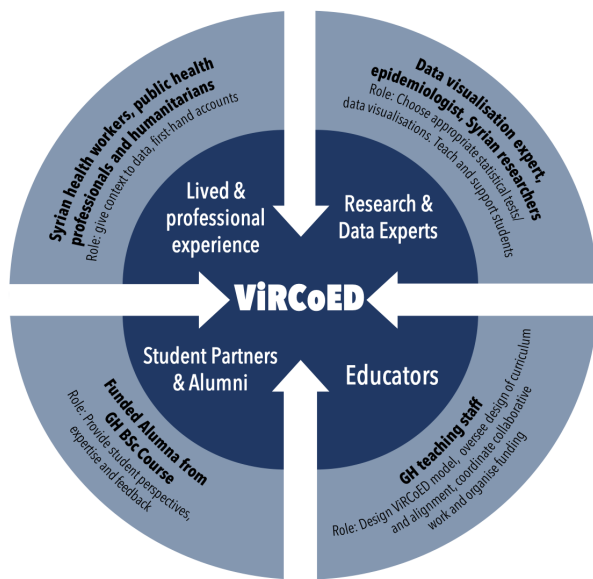 Syrian health workers, public health
professionals and humanitarians
Role: give context to data, first-hand accounts
Lived &
professional
experience
Data visualisation expert,
epidemiologist, Syrian researchers
Role: Choose appropriate statistical tests/
data visualisations. Teach and support students
Research &
Data Experts
ViRCoED
Student Partners
& Alumni
Funded Alumna from
GH BSc Course
Role: Provide student perspectives,
expertise and feedback
Educators
GH teaching staff
Role: Design ViRCoED model, oversee design of curriculum
and alignment, coordinate collaborative
work and organise funding